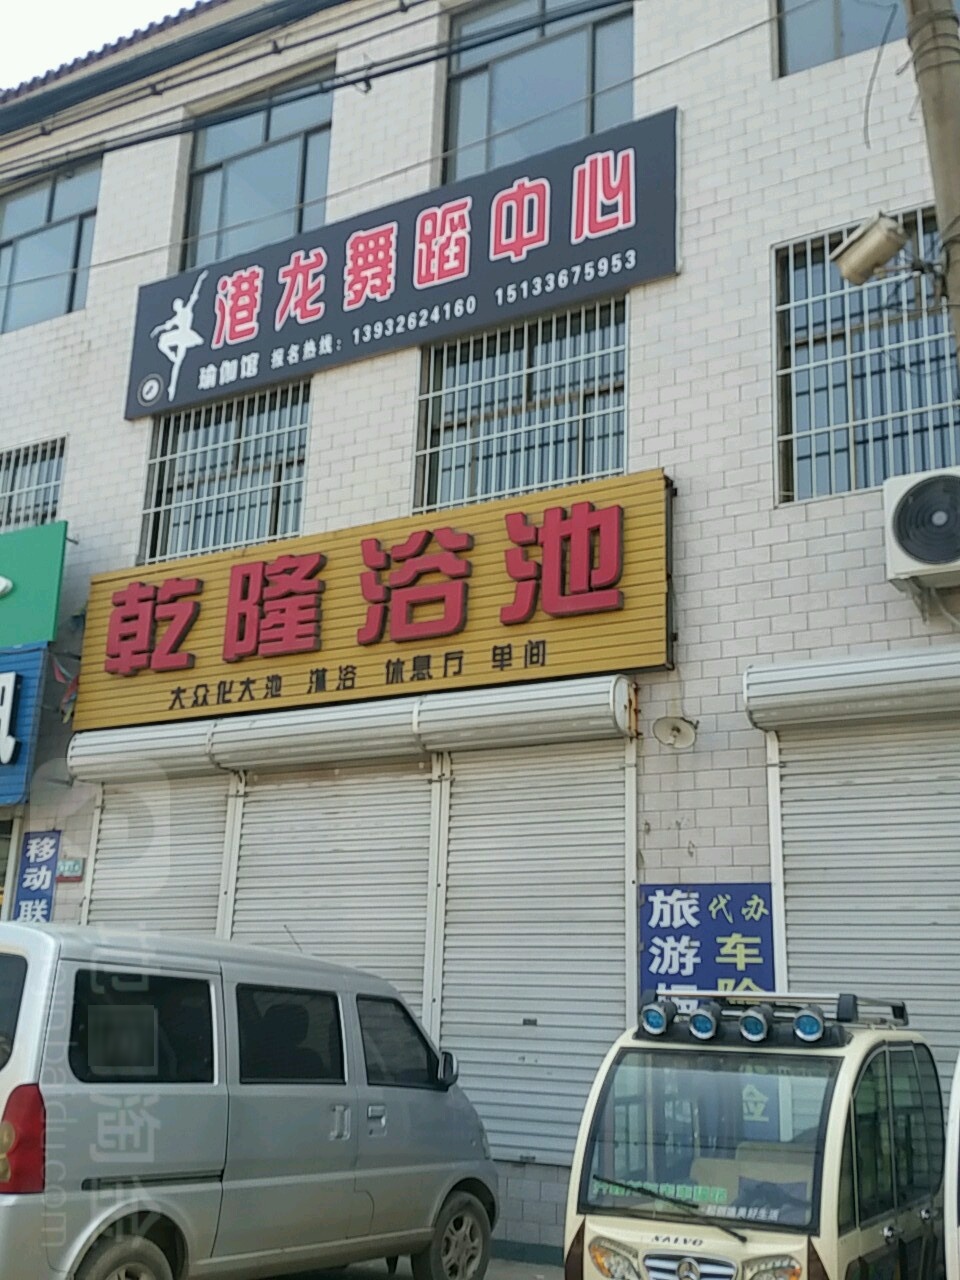 港龙舞蹈中心
瑜伽馆 报名热线: 13932624160 15133675953
乾隆浴池
大众化大池 淋浴 休息厅 单间
移动联
旅游
代办
车险
SALVO